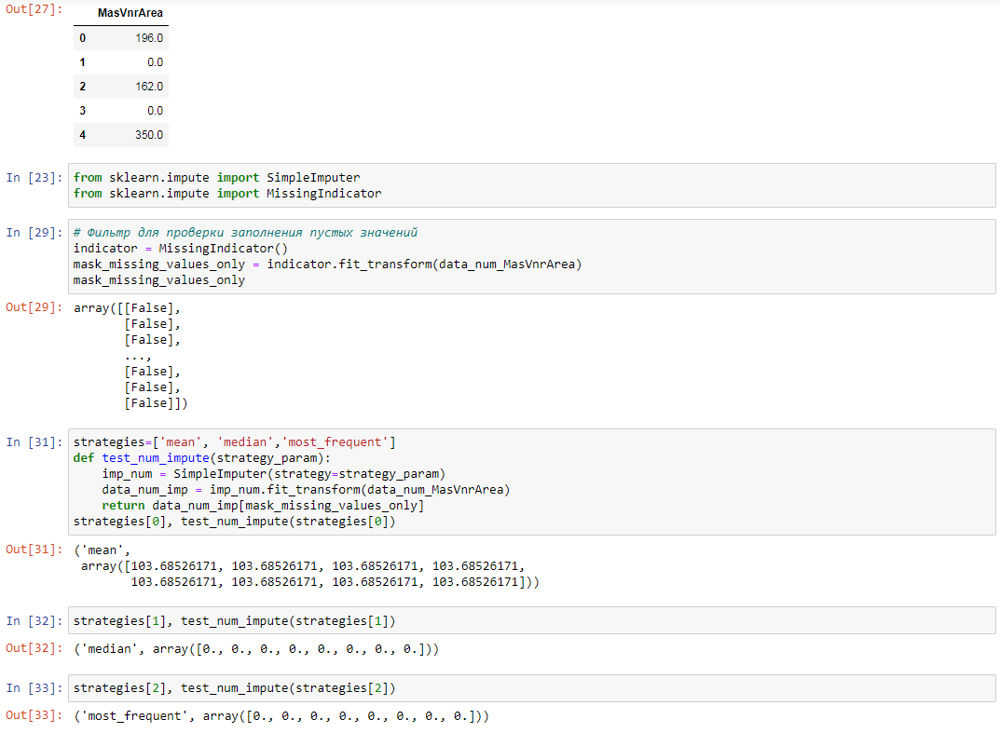 Out[27]:
MasVnrArea
0 196.0
1 0.0
2 162.0
3 0.0
4 350.0
In [23]: from sklearn.impute import SimpleImputer
from sklearn.impute import MissingIndicator
In [29]: # Фильтр для проверки заполнения пустых значений
indicator = MissingIndicator()
mask_missing_values_only = indicator.fit_transform(data_num_MasVnrArea)
mask_missing_values_only
Out[29]: array([[False],
[False],
[False],
...,
[False],
[False],
[False]])
In [31]: strategies=['mean', 'median','most_frequent']
def test_num_impute(strategy_param):
imp_num = SimpleImputer(strategy=strategy_param)
data_num_imp = imp_num.fit_transform(data_num_MasVnrArea)
return data_num_imp[mask_missing_values_only]
strategies[0], test_num_impute(strategies[0])
Out[31]: ('mean',
array([103.68526171, 103.68526171, 103.68526171, 103.68526171,
103.68526171, 103.68526171, 103.68526171, 103.68526171]))
In [32]: strategies[1], test_num_impute(strategies[1])
Out[32]: ('median', array([0., 0., 0., 0., 0., 0., 0., 0.]))
In [33]: strategies[2], test_num_impute(strategies[2])
Out[33]: ('most_frequent', array([0., 0., 0., 0., 0., 0., 0., 0.]))